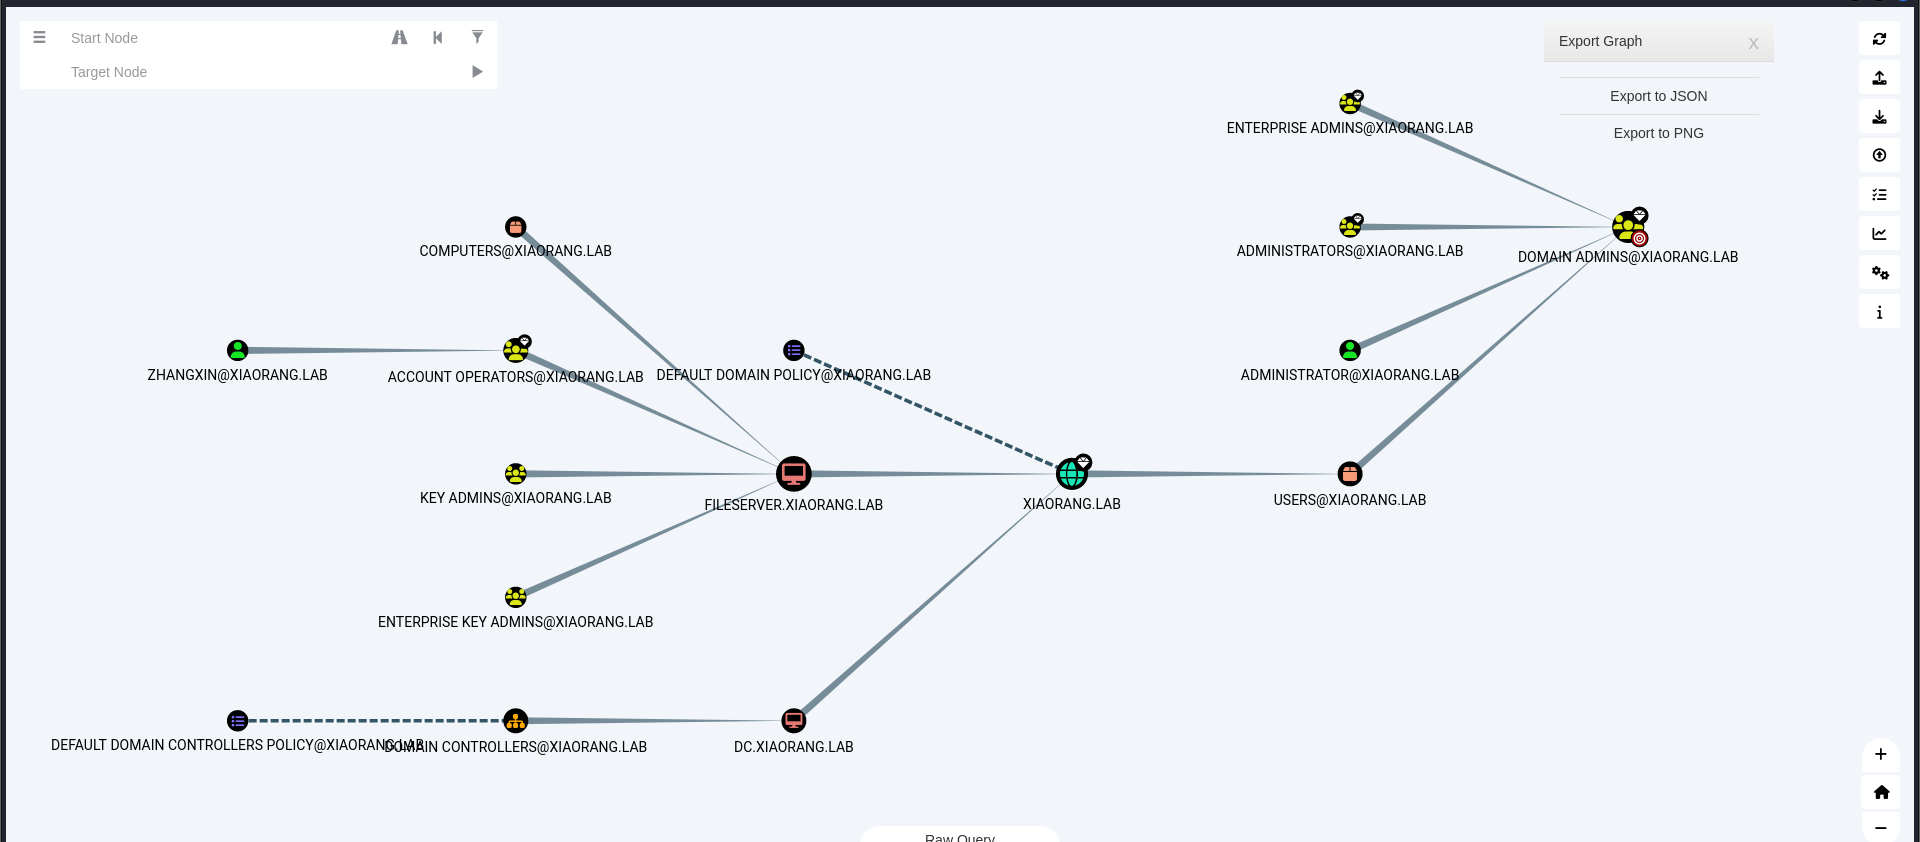 Start Node
Target Node
Export Graph
X
Export to JSON
Export to PNG
ENTERPRISE ADMINS@XIAORANG.LAB
COMPUTERS@XIAORANG.LAB
ADMINISTRATORS@XIAORANG.LAB
DOMAIN ADMINS@XIAORANG.LAB
ZHANGXIN@XIAORANG.LAB
ACCOUNT OPERATORS@XIAORANG.LAB
DEFAULT DOMAIN POLICY@XIAORANG.LAB
ADMINISTRATOR@XIAORANG.LAB
KEY ADMINS@XIAORANG.LAB
FILESERVER.XIAORANG.LAB
XIAORANG.LAB
USERS@XIAORANG.LAB
ENTERPRISE KEY ADMINS@XIAORANG.LAB
DEFAULT DOMAIN CONTROLLERS POLICY@XIAORANG.LAB
DOMAIN CONTROLLERS@XIAORANG.LAB
DC.XIAORANG.LAB
Raw Query